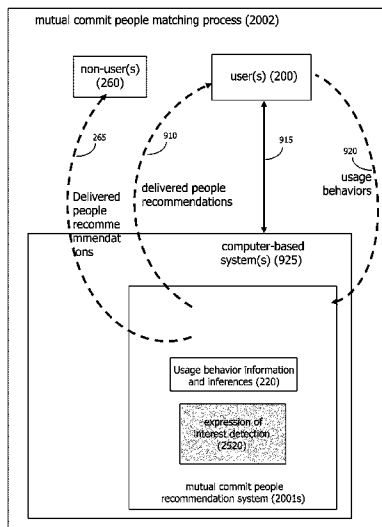 mutual commit people matching process (2002)
non-user(s)
(260)
user(s) (200)
265
910
915
920
usage
behaviors
delivered people
recommendations
Delivered
people
recomme
mmendat
ions
computer-based
system(s) (925)
Usage behavior information
and inferences (220)
expression of
interest detection
(2520)
mutual commit people
recommendation system (2001s)